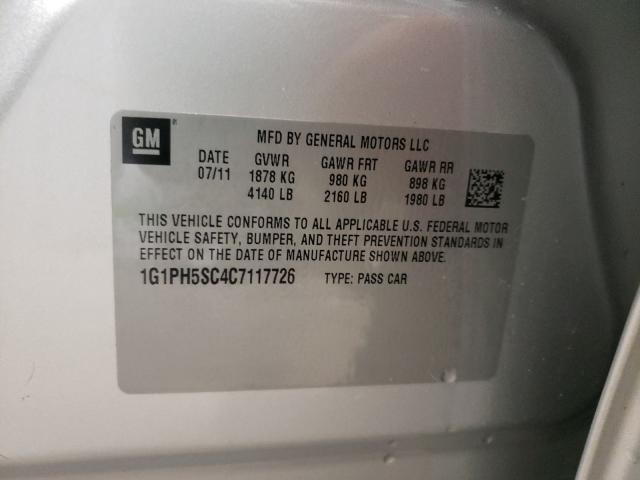 GM ®
MFD BY GENERAL MOTORS LLC
DATE GVWR GAWR FRT GAWR RR
07/11 1878 KG 980 KG 898 KG
4140 LB 2160 LB 1980 LB
THIS VEHICLE CONFORMS TO ALL APPLICABLE U.S. FEDERAL MOTOR
VEHICLE SAFETY, BUMPER, AND THEFT PREVENTION STANDARDS IN
EFFECT ON THE DATE OF MANUFACTURE SHOWN ABOVE.
1G1PH5SC4C7117726 TYPE: PASS CAR